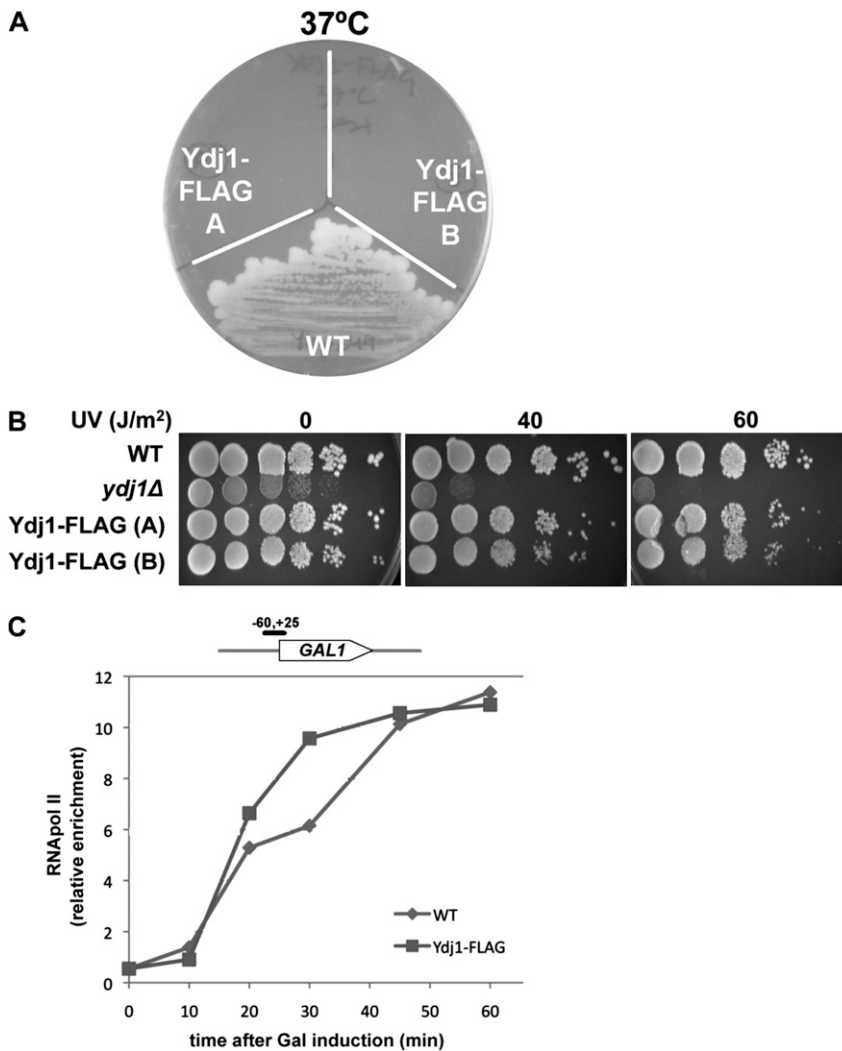 A
37ºC
Ydj1-
FLAG
A
Ydj1-
FLAG
B
WT
B
UV (J/m²)
0
40
60
WT
ydj1Δ
Ydj1-FLAG (A)
Ydj1-FLAG (B)
C
-60,+25
GAL1
12
10
8
6
4
2
0
RNApol II
(relative enrichment)
WT
Ydj1-FLAG
0 10 20 30 40 50 60
time after Gal induction (min)